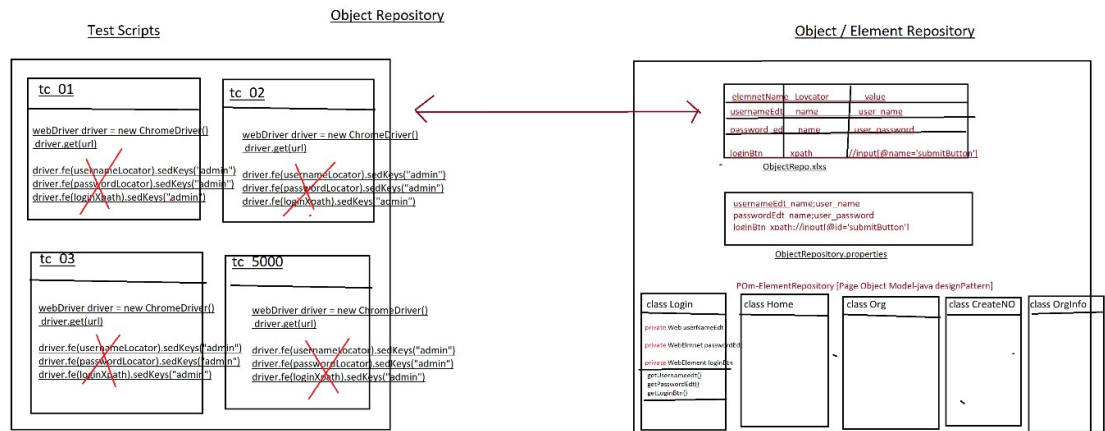 Object Repository
Test Scripts
tc_01
webDriver driver = new ChromeDriver()
driver.get(url)
driver.fe(usernameLocator).sedKeys("admin")
driver.fe(passwordLocator).sedKeys("admin")
driver.fe(loginXpath).sedKeys("admin")
tc_02
webDriver driver = new ChromeDriver()
driver.get(url)
driver.fe(usernameLocator).sedKeys("admin")
driver.fe(passwordLocator).sedKeys("admin")
driver.fe(loginXpath).sedKeys("admin")
tc_03
webDriver driver = new ChromeDriver()
driver.get(url)
driver.fe(usernameLocator).sedKeys("admin")
driver.fe(passwordLocator).sedKeys("admin")
driver.fe(loginXpath).sedKeys("admin")
tc_5000
webDriver driver = new ChromeDriver()
driver.get(url)
driver.fe(usernameLocator).sedKeys("admin")
driver.fe(passwordLocator).sedKeys("admin")
driver.fe(loginXpath).sedKeys("admin")
Object / Element Repository
elemnetName Lovcator value
usernameEdt name user_name
password_ed name user_password
loginBtn xpath //input[@name='submitButton']
ObjectRepo.xlxs
usernameEdt name;user_name
passwordEdt name;user_password
loginBtn xpath://inout[@id='submitButton']
ObjectRepository.properties
POm-ElementRepository [Page Object Model-java designPattern]
class Login
private Web userNameEdt
private WebElmnet passwordEdt
private WebElement loginBtn
getUsernameedt()
getPasswordEdt()
getLoginBtn()
class Home
class Org
class CreateNO
class OrgInfo